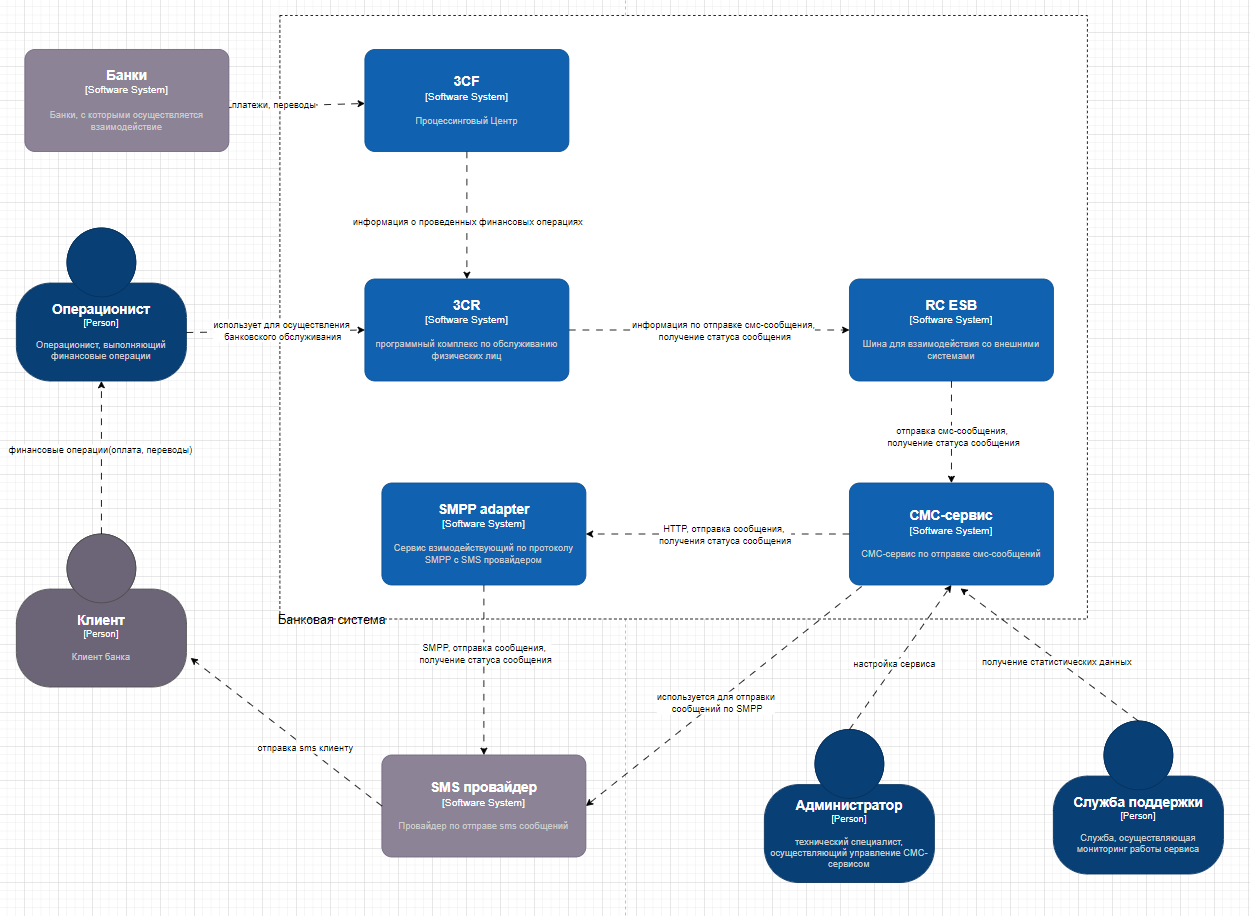 Банки
[Software System]
Банки, с которыми осуществляется
взаимодействие
платежи, переводы
3CF
[Software System]
Процессинговый Центр
информация о проведенных финансовых операциях
Операционист
[Person]
Операционист, выполняющий
финансовые операции
использует для осуществления
банковского обслуживания
3CR
[Software System]
программный комплекс по обслуживанию
физических лиц
информация по отправке смс-сообщения,
получение статуса сообщения
RC ESB
[Software System]
Шина для взаимодействия со внешними
системами
отправка смс-сообщения,
получение статуса сообщения
финансовые операции(оплата, переводы)
SMPP adapter
[Software System]
Сервис взимодействующий по протоколу
SMPP с SMS провайдером
HTTP, отправка сообщения,
получения статуса сообщения
СМС-сервис
[Software System]
СМС-сервис по отправке смс-сообщений
Банковая система
Клиент
[Person]
Клиент банка
SMPP, отправка сообщения,
получение статуса сообщения
настройка сервиса
получение статистических данных
используется для отправки
сообщений по SMPP
отправка sms клиенту
SMS провайдер
[Software System]
Провайдер по отправе sms сообщений
Администратор
[Person]
технический специалист,
осуществляющий управление СМС-
сервисом
Служба поддержки
[Person]
Служба, осуществляющая
мониторинг работы сервиса